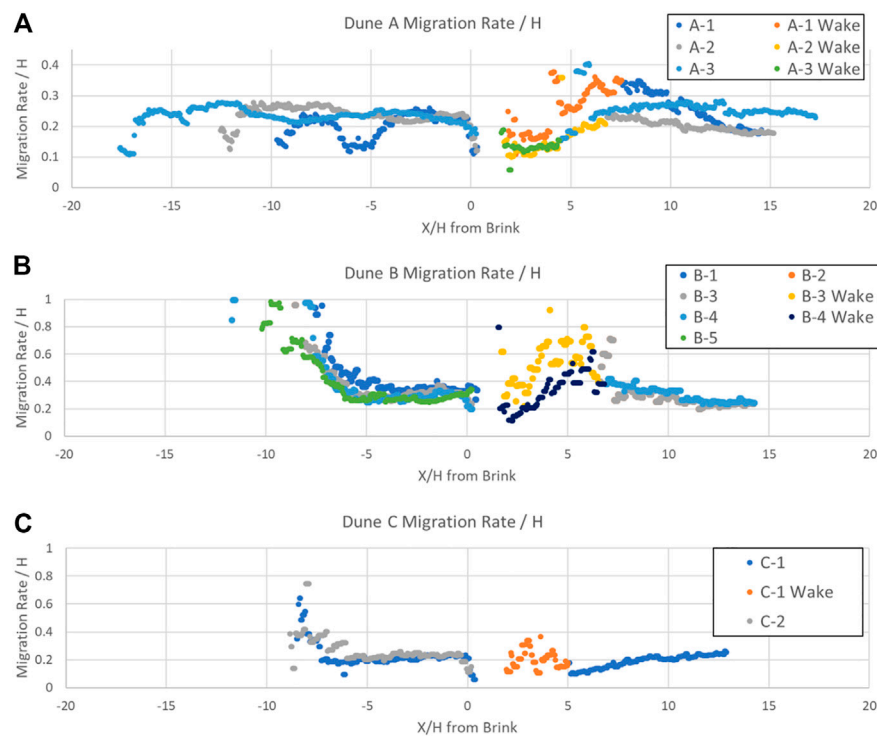 A
Dune A Migration Rate / H
A-1 A-1 Wake
A-2 A-2 Wake
A-3 A-3 Wake
Migration Rate / H
0.4
0.3
0.2
0.1
0
-20 -15 -10 -5 0 5 10 15 20
X/H from Brink
B
Dune B Migration Rate / H
B-1 B-2
B-3 B-3 Wake
B-4 B-4 Wake
B-5
Migration Rate / H
1
0.8
0.6
0.4
0.2
0
-20 -15 -10 -5 0 5 10 15 20
X/H from Brink
C
Dune C Migration Rate / H
C-1
C-1 Wake
C-2
Migration Rate / H
1
0.8
0.6
0.4
0.2
0
-20 -15 -10 -5 0 5 10 15 20
X/H from Brink